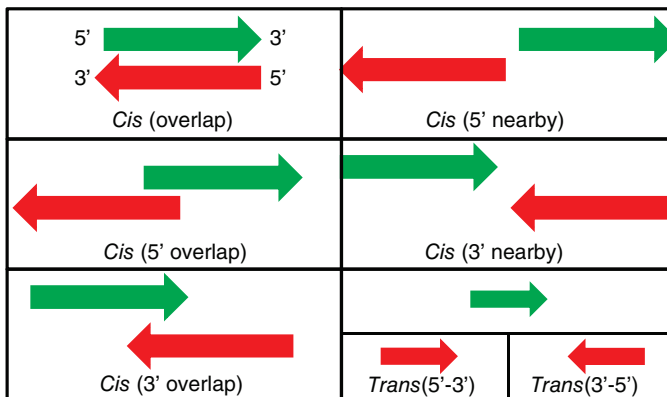 5’ 3’
3’ 5’
Cis (overlap)
Cis (5’ nearby)
Cis (5’ overlap)
Cis (3’ nearby)
Cis (3’ overlap)
Trans(5’-3’)
Trans(3’-5’)